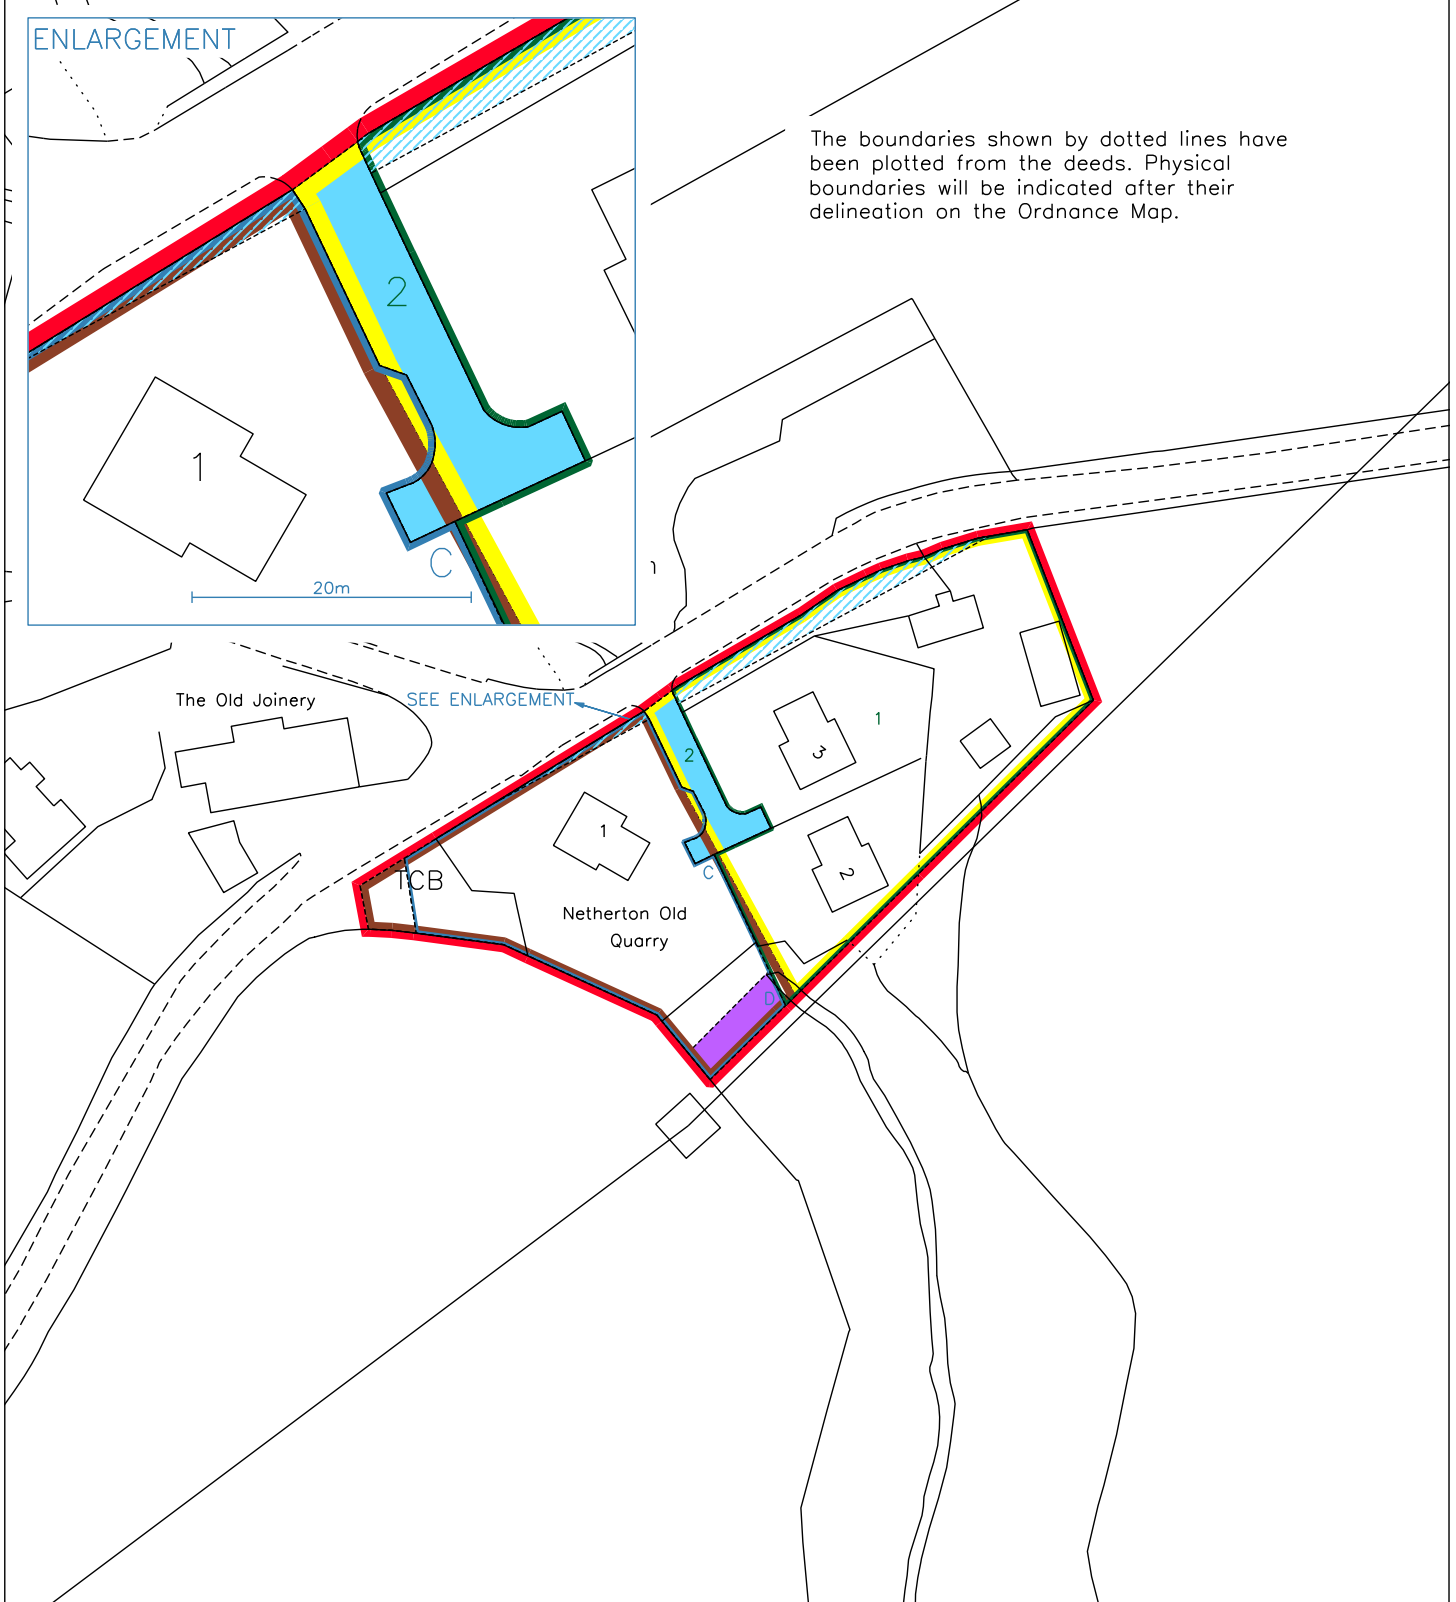 ENLARGEMENT
2
1
C
20m
The boundaries shown by dotted lines have
been plotted from the deeds. Physical
boundaries will be indicated after their
delineation on the Ordnance Map.
The Old Joinery
SEE ENLARGEMENT
1
2
3
1
TCB
C
2
Netherton Old
Quarry
D